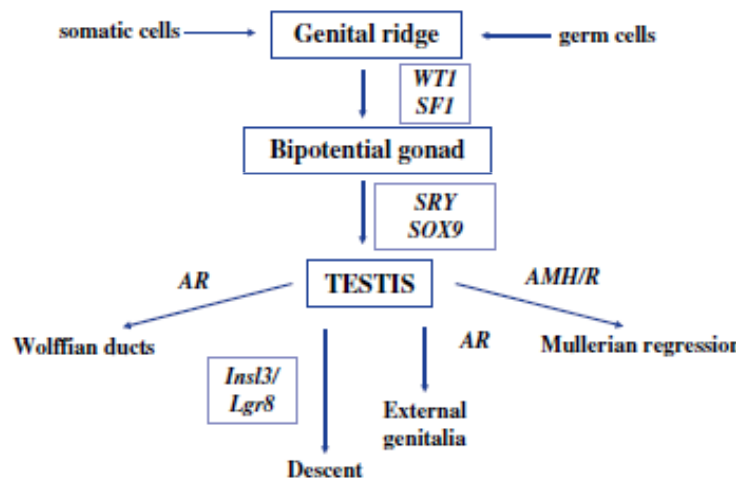 somatic cells
Genital ridge
germ cells
WT1
SF1
Bipotential gonad
SRY
SOX9
TESTIS
AR
AMH/R
Wolffian ducts
AR
Mullerian regression
Insl3/
Lgr8
External
genitalia
Descent